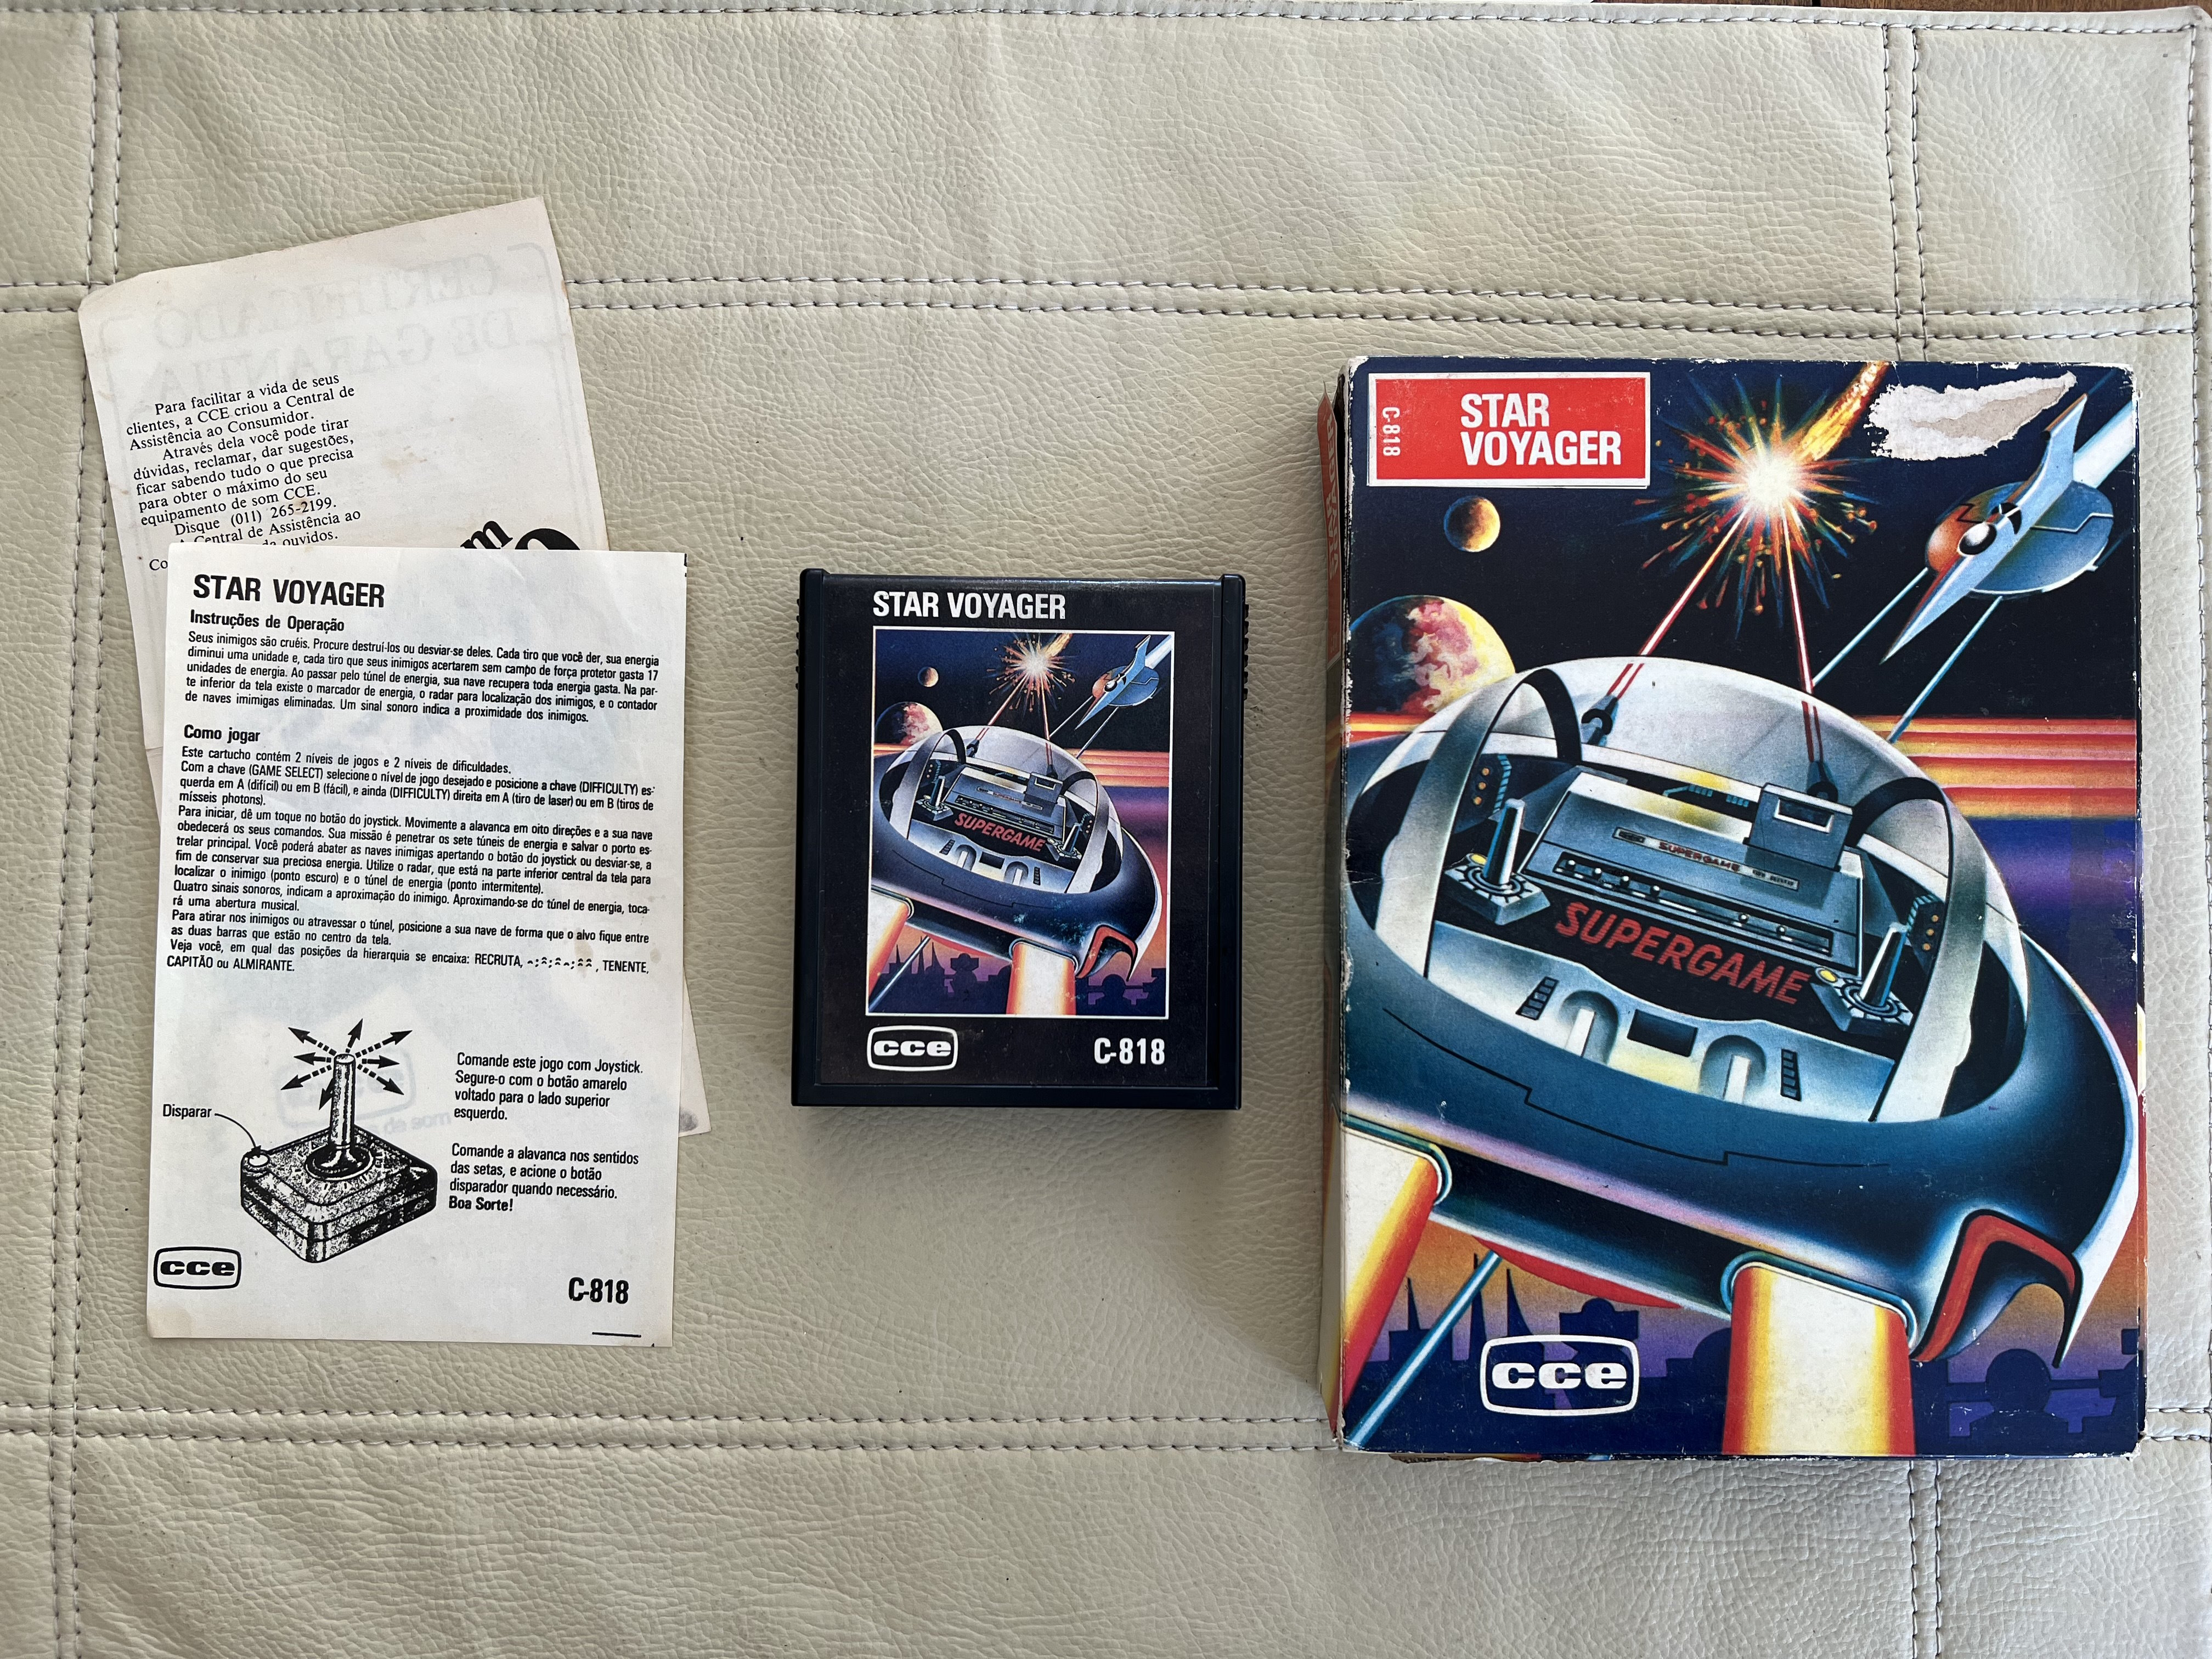 CERTIFICADO
DE GARANTIA
Para facilitar a vida de seus
clientes, a CCE criou a Central de
Assistência ao Consumidor.
Através dela você pode tirar
dúvidas, reclamar, dar sugestões,
ficar sabendo tudo o que precisa
para obter o máximo do seu
equipamento de som CCE.
Disque (011) 265-2199.
A Central de Assistência ao
Co
ouvidos.
STAR VOYAGER
Instruções de Operação
Seus inimigos são cruéis. Procure destruí-los ou desviar-se deles. Cada tiro que você der, sua energia
diminui uma unidade e, cada tiro que seus inimigos acertarem sem campo de força protetor gasta 17
unidades de energia. Ao passar pelo túnel de energia, sua nave recupera toda energia gasta. Na par-
te inferior da tela existe o marcador de energia, o radar para localização dos inimigos, e o contador
de naves imimigas eliminadas. Um sinal sonoro indica a proximidade dos inimigos.
Como jogar
Este cartucho contém 2 níveis de jogos e 2 níveis de dificuldades.
Com a chave (GAME SELECT) selecione o nível de jogo desejado e posicione a chave (DIFFICULTY) es-
querda em A (difícil) ou em B (fácil), e ainda (DIFFICULTY) direita em A (tiro de laser) ou em B (tiros de
mísseis photons).
Para iniciar, dê um toque no botão do joystick. Movimente a alavanca em oito direções e a sua nave
obedecerá os seus comandos. Sua missão é penetrar os sete túneis de energia e salvar o porto es-
trelar principal. Você poderá abater as naves inimigas apertando o botão do joystick ou desviar-se, a
fim de conservar sua preciosa energia. Utilize o radar, que está na parte inferior central da tela para
localizar o inimigo (ponto escuro) e o túnel de energia (ponto intermitente).
Quatro sinais sonoros, indicam a aproximação do inimigo. Aproximando-se do túnel de energia, toca-
rá uma abertura musical.
Para atirar nos inimigos ou atravessar o túnel, posicione a sua nave de forma que o alvo fique entre
as duas barras que estão no centro da tela.
Veja você, em qual das posições da hierarquia se encaixa: RECRUTA, , TENENTE,
CAPITÃO ou ALMIRANTE.
Disparar
Comande este jogo com Joystick.
Segure-o com o botão amarelo
voltado para o lado superior
esquerdo.
Comande a alavanca nos sentidos
das setas, e acione o botão
disparador quando necessário.
Boa Sorte!
cce
C-818
STAR VOYAGER
SUPERGAME
cce
C-818
C-818
STAR
VOYAGER
SUPERGAME
SUPERGAME
cce